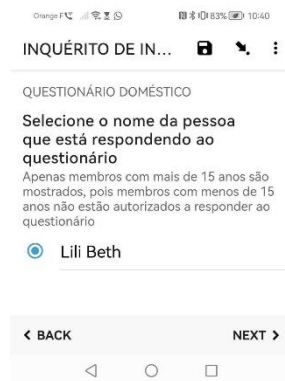 Orange F 83% 10:40
INQUÉRITO DE IN...
QUESTIONÁRIO DOMÉSTICO
Selecione o nome da pessoa
que está respondendo ao
questionário
Apenas membros com mais de 15 anos são
mostrados, pois membros com menos de 15
anos não estão autorizados a responder ao
questionário
Lili Beth
< BACK NEXT >